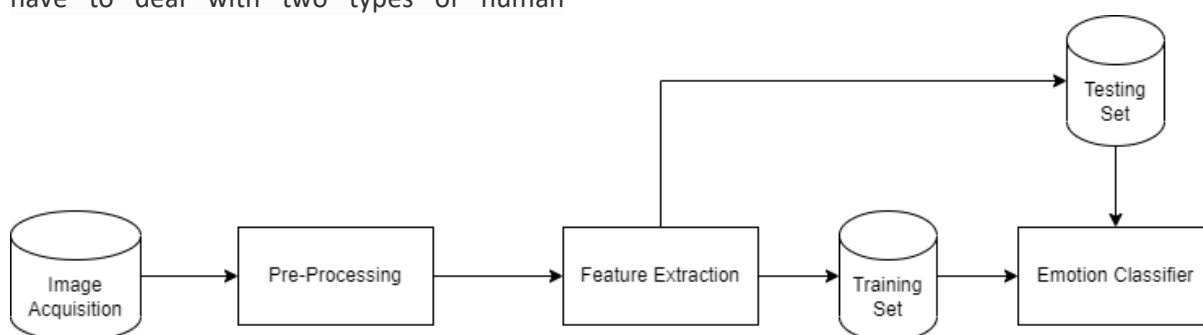 have to deal with two types of human
Testing
Set
Image
Acquisition
Pre-Processing
Feature Extraction
Training
Set
Emotion Classifier